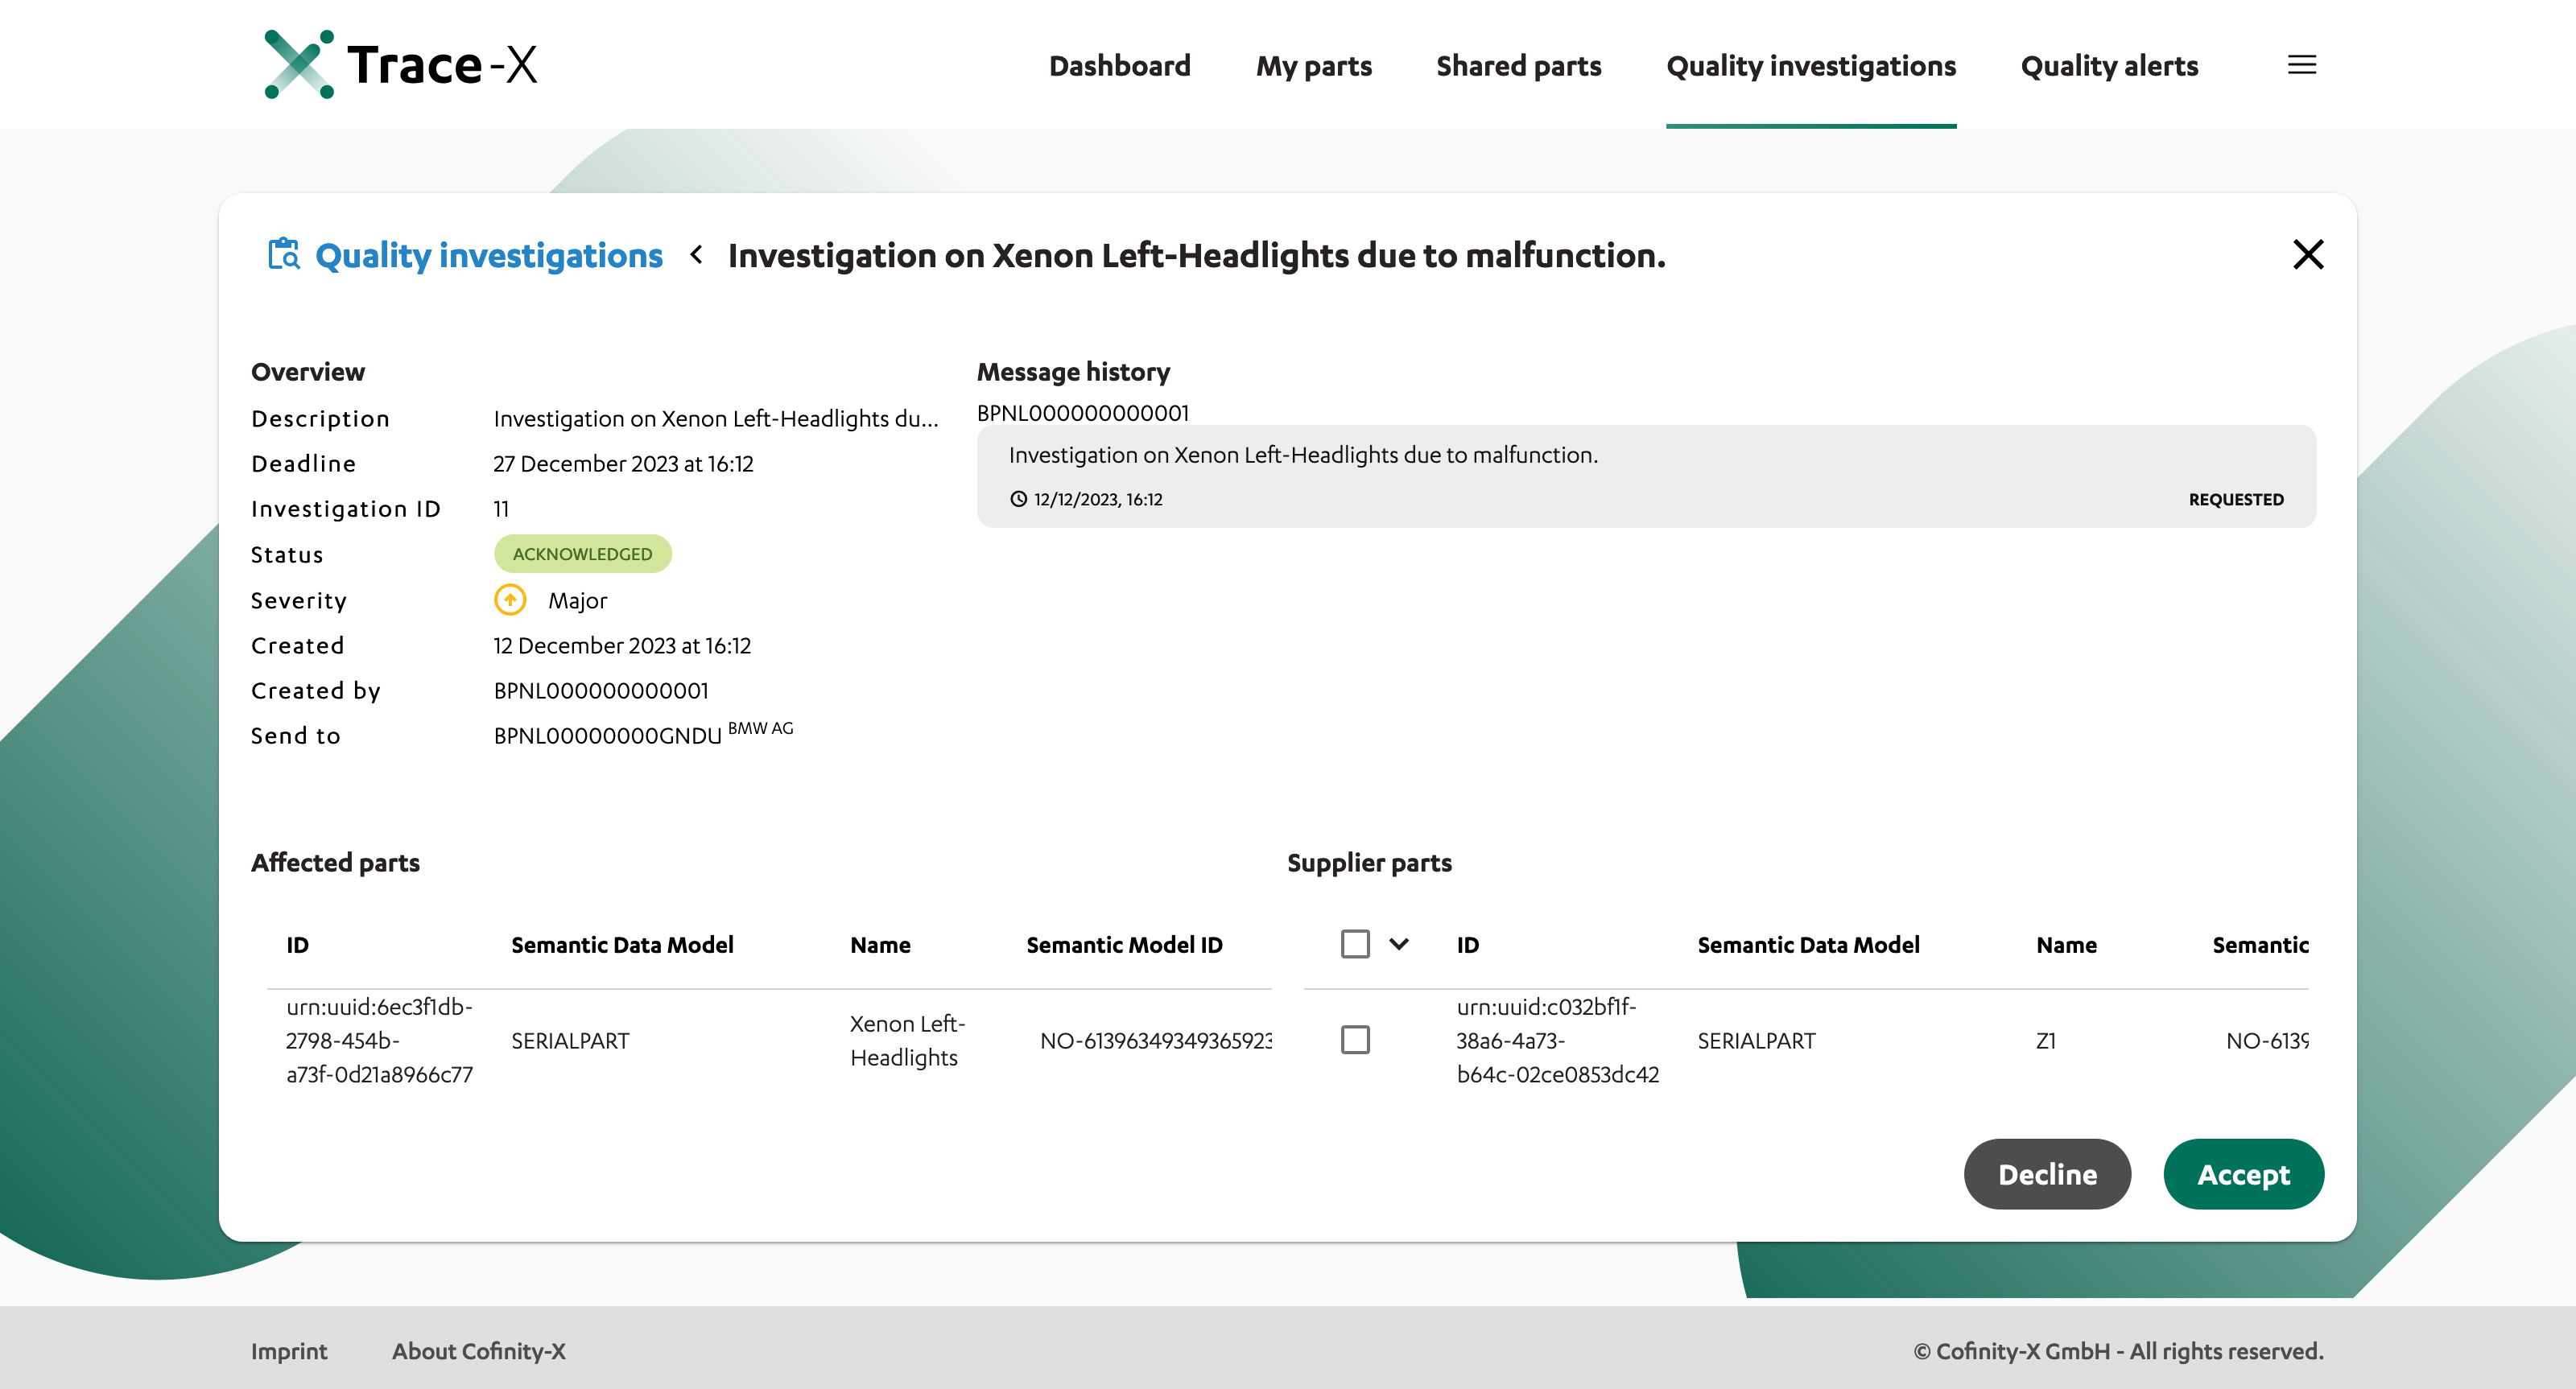 Trace-X
Dashboard
My parts
Shared parts
Quality investigations
Quality alerts
Quality investigations
Investigation on Xenon Left-Headlights due to malfunction.
Overview
Description
Investigation on Xenon Left-Headlights du...
Deadline
27 December 2023 at 16:12
Investigation ID
11
Status
ACKNOWLEDGED
Severity
Major
Created
12 December 2023 at 16:12
Created by
BPNL000000000001
Send to
BPNL00000000GNDU BMW AG
Message history
BPNL000000000001
Investigation on Xenon Left-Headlights due to malfunction.
12/12/2023, 16:12
REQUESTED
Affected parts
ID
Semantic Data Model
Name
Semantic Model ID
urn:uuid:6ec3f1db-
2798-454b-
a73f-0d21a8966c77
SERIALPART
Xenon Left-
Headlights
NO-61396349349365923
Supplier parts
ID
Semantic Data Model
Name
Semantic
urn:uuid:c032bf1f-
38a6-4a73-
b64c-02ce0853dc42
SERIALPART
Z1
NO-6139
Decline
Accept
Imprint
About Cofinity-X
© Cofinity-X GmbH - All rights reserved.